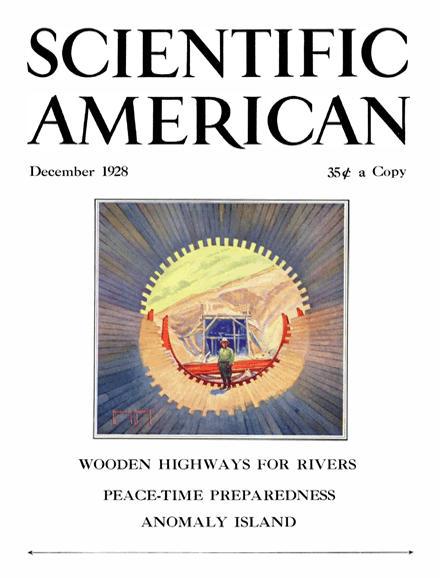 SCIENTIFIC
AMERICAN
December 1928
35¢ a Copy
WOODEN HIGHWAYS FOR RIVERS
PEACE-TIME PREPAREDNESS
ANOMALY ISLAND